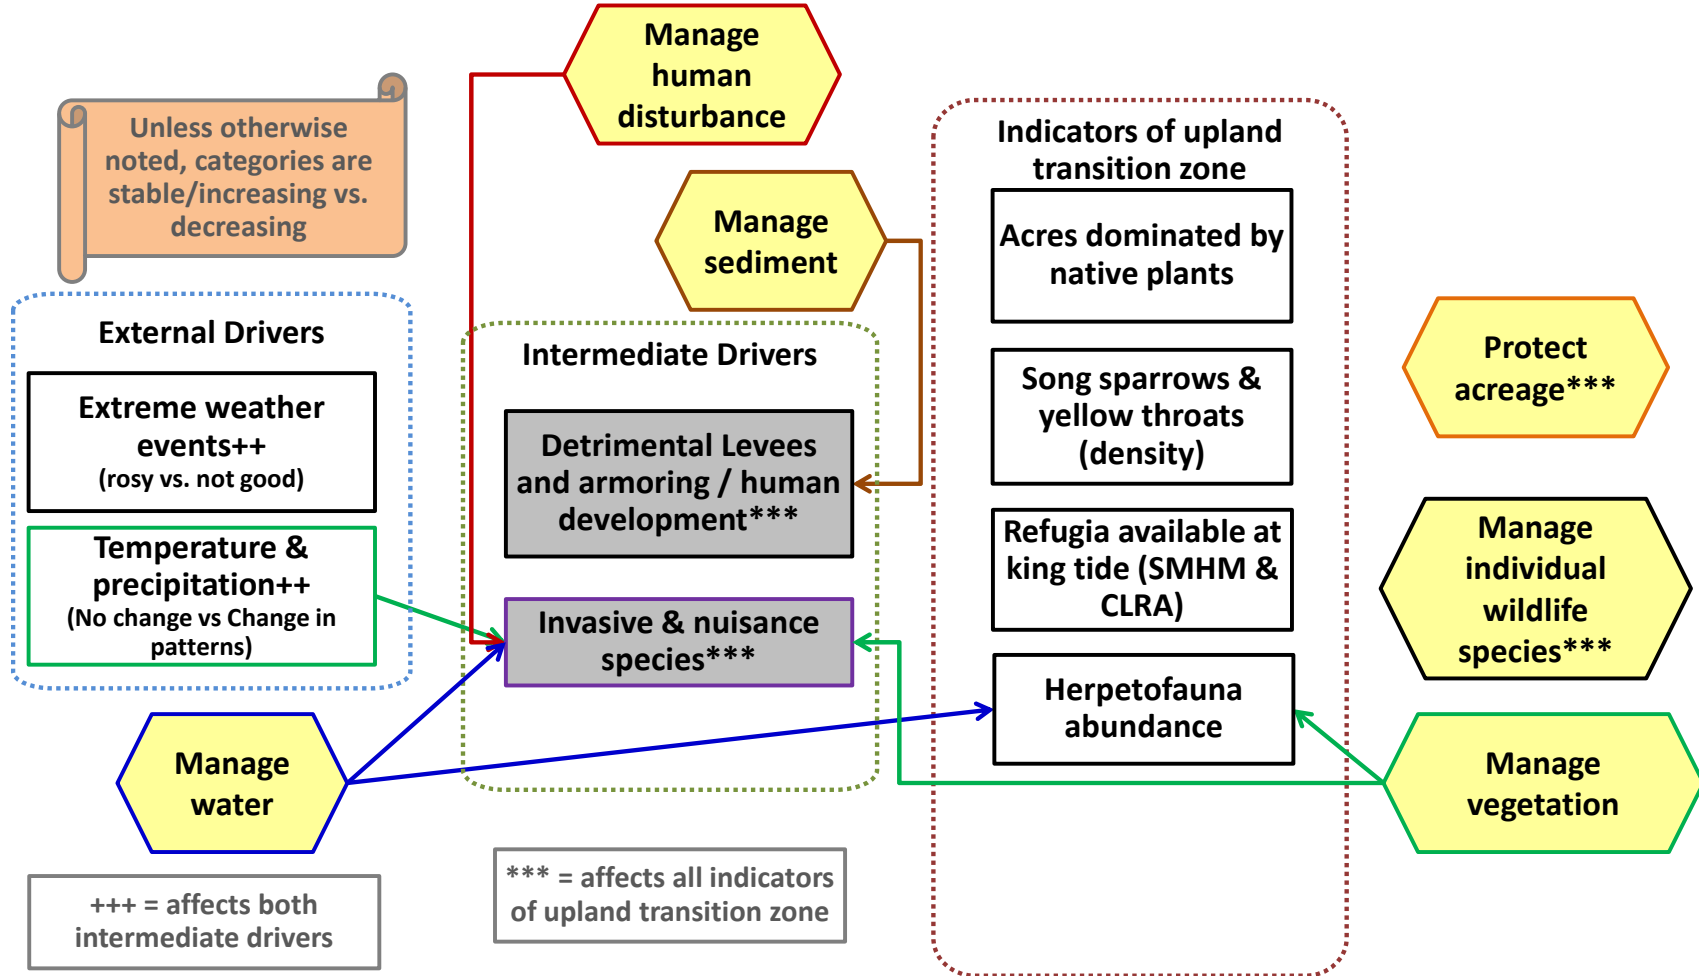 Manage
human
disturbance
Unless otherwise
noted, categories are
stable/increasing vs.
decreasing
Manage
sediment
Indicators of upland
transition zone
Acres dominated by
native plants
Song sparrows &
yellow throats
(density)
Refugia available at
king tide (SMHM &
CLRA)
Herpetofauna
abundance
External Drivers
Extreme weather
events++
(rosy vs. not good)
Temperature &
precipitation++
(No change vs Change in
patterns)
Intermediate Drivers
Detrimental Levees
and armoring / human
development***
Invasive & nuisance
species***
Protect
acreage***
Manage
individual
wildlife
species***
Manage
vegetation
Manage
water
+++ = affects both
intermediate drivers
*** = affects all indicators
of upland transition zone